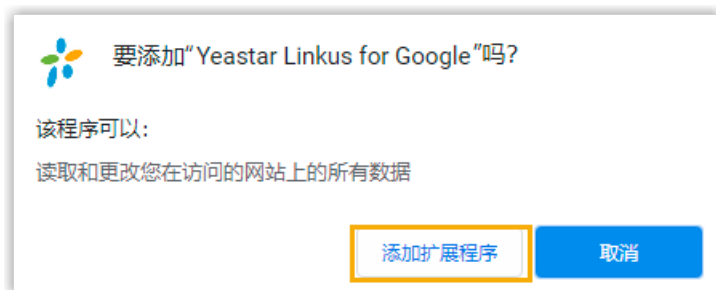 要添加“Yeastar Linkus for Google”吗？
该程序可以：
读取和更改您在访问的网站上的所有数据
添加扩展程序
取消